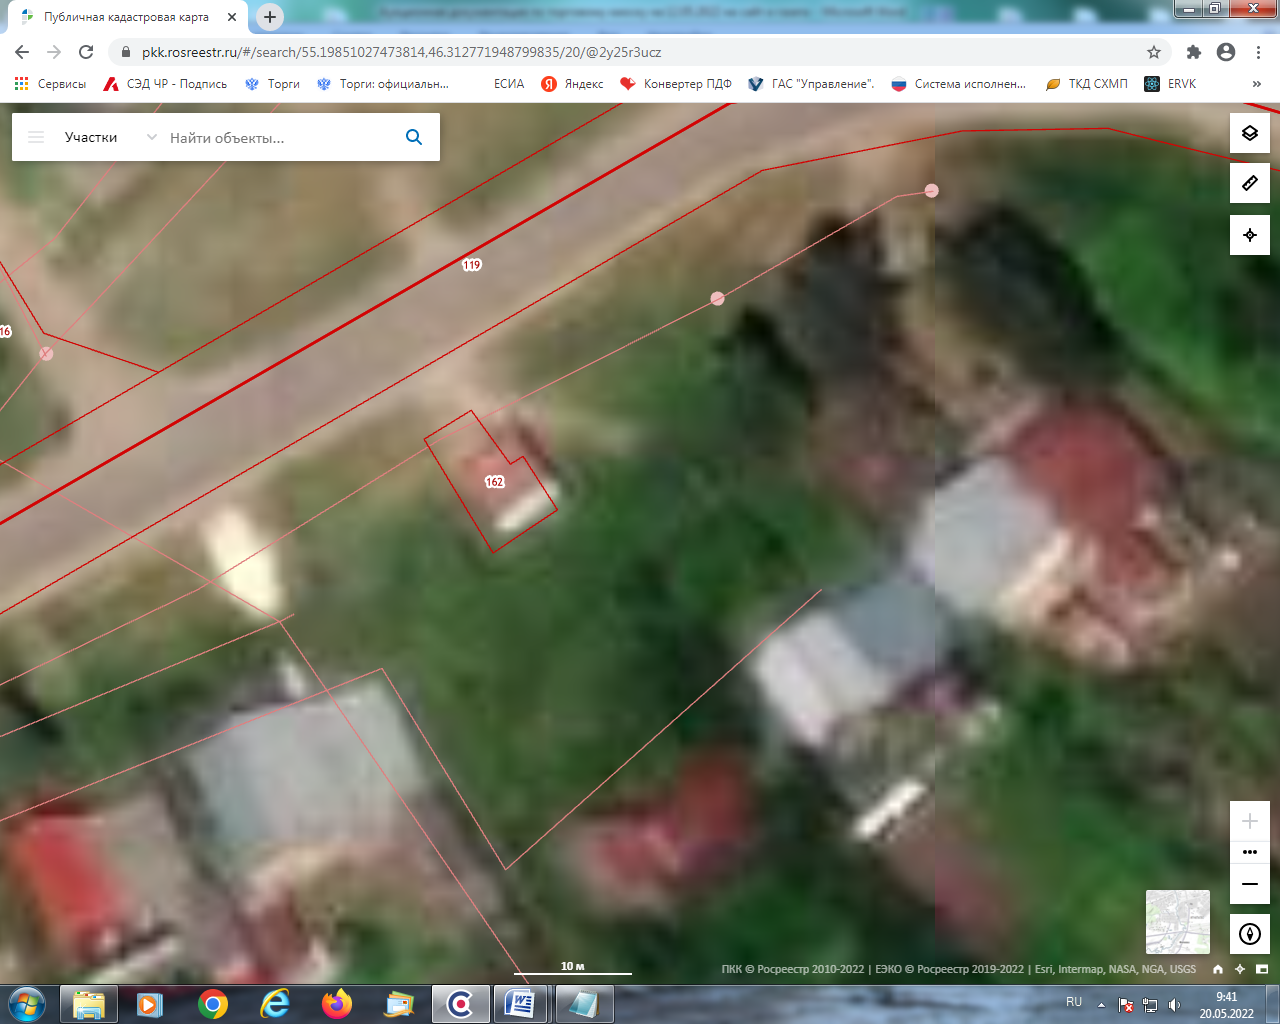 Публичная кадастровая карта
pkk.rosreestr.ru/#/search/55.19851027473814,46.312771948799835/20/@2y25r3ucz
Сервисы СЭД ЧР - Подпись Торги Торги: официальн... ЕСИА Яндекс Конвертер ПДФ ГАС "Управление". Система исполнен... ТКД СХМП ERVK »
Участки Найти объекты...
119
16
162
10 м
ПКК © Росреестр 2010-2022 | ЕЭКО © Росреестр 2019-2022 | Esri, Intermap, NASA, NGA, USGS
RU 9:41
20.05.2022